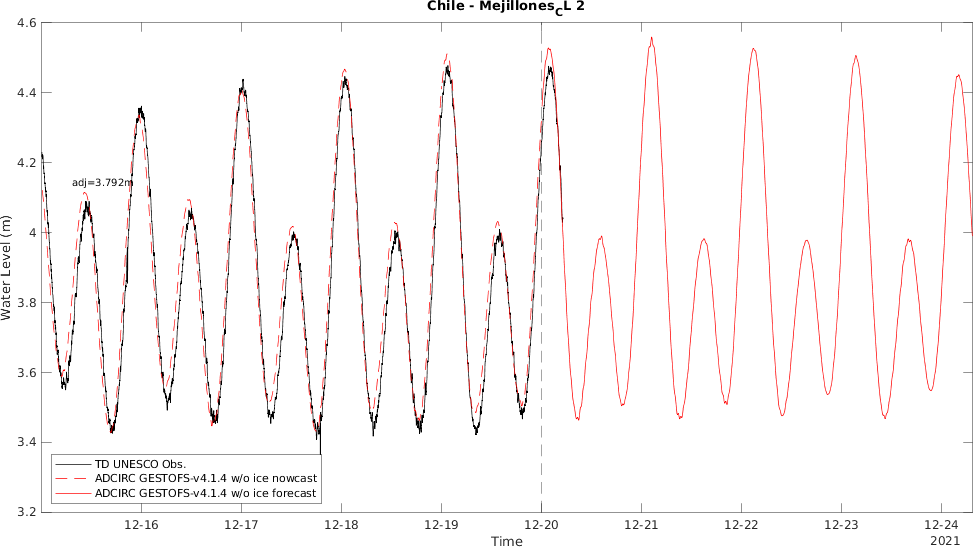 Chile - Mejillones_CL 2
4.6
4.4
4.2
4
3.8
3.6
3.4
3.2
Water Level (m)
adj=3.792m
TD UNESCO Obs.
ADCIRC GESTOFS-v4.1.4 w/o ice nowcast
ADCIRC GESTOFS-v4.1.4 w/o ice forecast
12-16 12-17 12-18 12-19 12-20 12-21 12-22 12-23 12-24
Time
2021